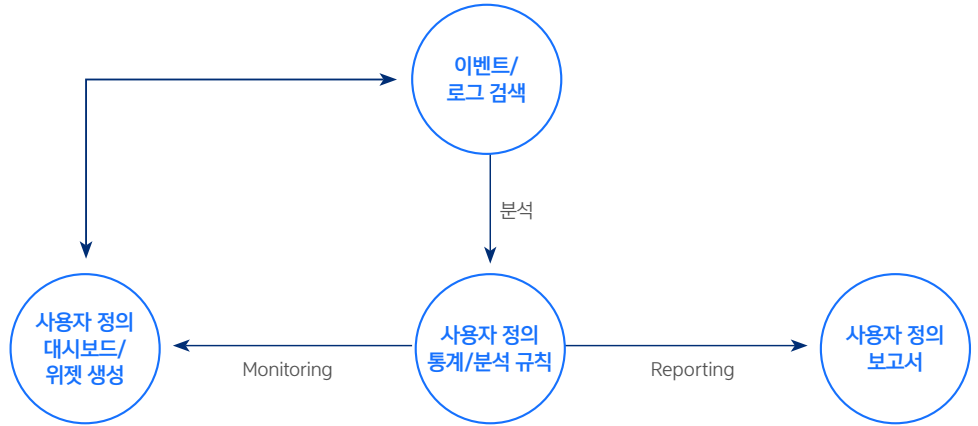 이벤트/
로그 검색
분석
사용자 정의
대시보드/
위젯 생성
Monitoring
사용자 정의
통계/분석 규칙
Reporting
사용자 정의
보고서